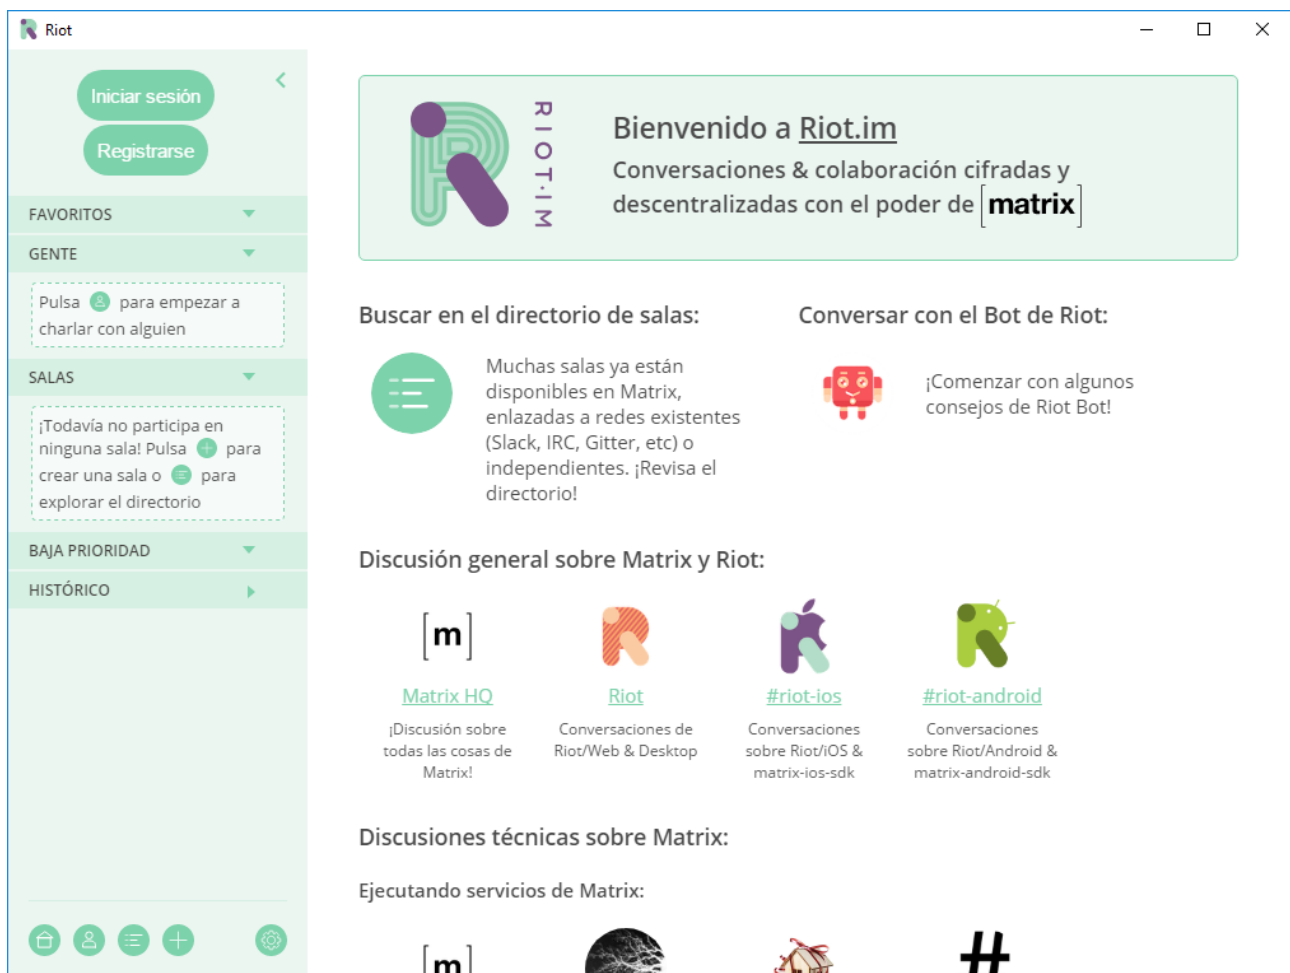 Riot
Iniciar sesión
Registrarse
FAVORITOS
GENTE
Pulsa para empezar a
charlar con alguien
SALAS
¡Todavía no participa en
ninguna sala! Pulsa para
crear una sala o para
explorar el directorio
BAJA PRIORIDAD
HISTÓRICO
RIOT·IM
Bienvenido a Riot.im
Conversaciones & colaboración cifradas y
descentralizadas con el poder de [matrix]
Buscar en el directorio de salas:
Muchas salas ya están
disponibles en Matrix,
enlazadas a redes existentes
(Slack, IRC, Gitter, etc) o
independientes. ¡Revisa el
directorio!
Conversar con el Bot de Riot:
¡Comenzar con algunos
consejos de Riot Bot!
Discusión general sobre Matrix y Riot:
[m]
Matrix HQ
¡Discusión sobre
todas las cosas de
Matrix!
Riot
Conversaciones de
Riot/Web & Desktop
#riot-ios
Conversaciones
sobre Riot/iOS &
matrix-ios-sdk
#riot-android
Conversaciones
sobre Riot/Android &
matrix-android-sdk
Discusiones técnicas sobre Matrix:
Ejecutando servicios de Matrix:
[m]
#